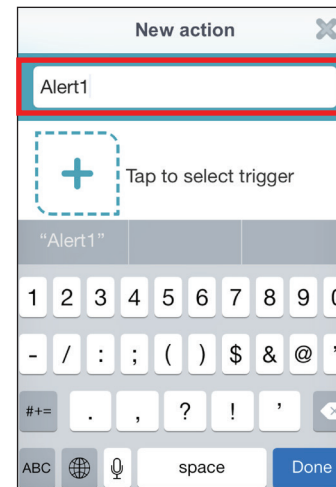 New action
Alert1
Tap to select trigger
"Alert1"
1 2 3 4 5 6 7 8 9 0
- / : ; ( ) $ & @
#+= . , ? ! ’
ABC space Done